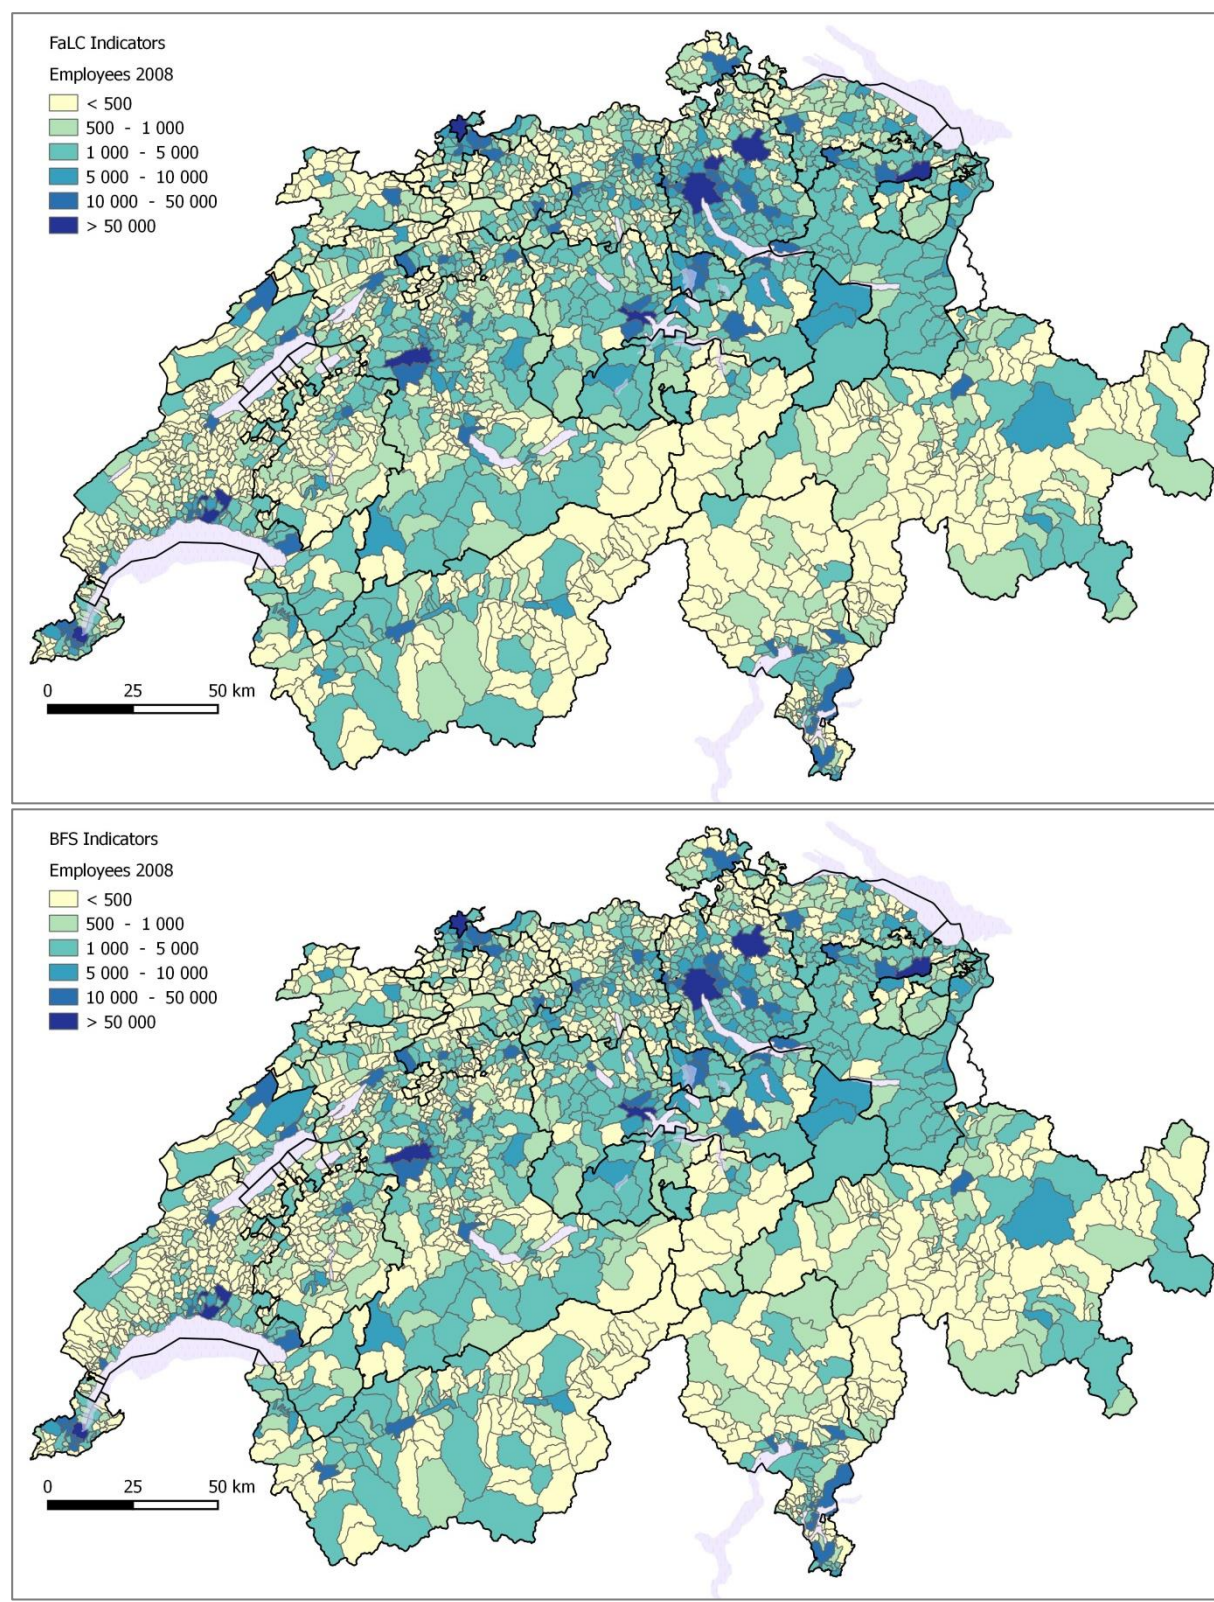 FaLC Indicators
Employees 2008
< 500
500 - 1 000
1 000 - 5 000
5 000 - 10 000
10 000 - 50 000
> 50 000
0 25 50 km
BFS Indicators
Employees 2008
< 500
500 - 1 000
1 000 - 5 000
5 000 - 10 000
10 000 - 50 000
> 50 000
0 25 50 km